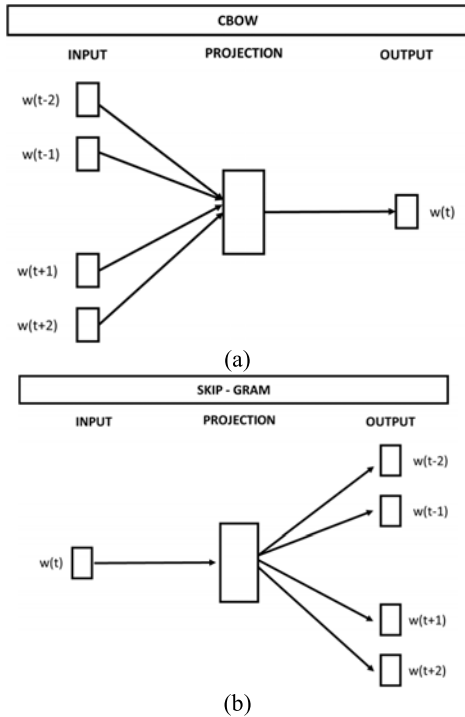 CBOW
INPUT PROJECTION OUTPUT
w(t-2)
w(t-1)
w(t)
w(t+1)
w(t+2)
(a)
SKIP - GRAM
INPUT PROJECTION OUTPUT
w(t-2)
w(t-1)
w(t)
w(t+1)
w(t+2)
(b)